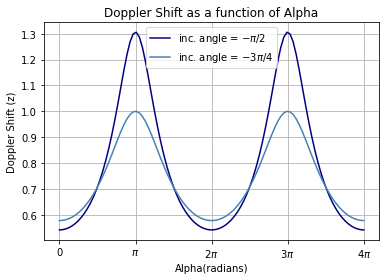 Doppler Shift as a function of Alpha
inc. angle = −π/2
inc. angle = −3π/4
Doppler Shift (z)
1.3
1.2
1.1
1.0
0.9
0.8
0.7
0.6
0 π 2π 3π 4π
Alpha(radians)